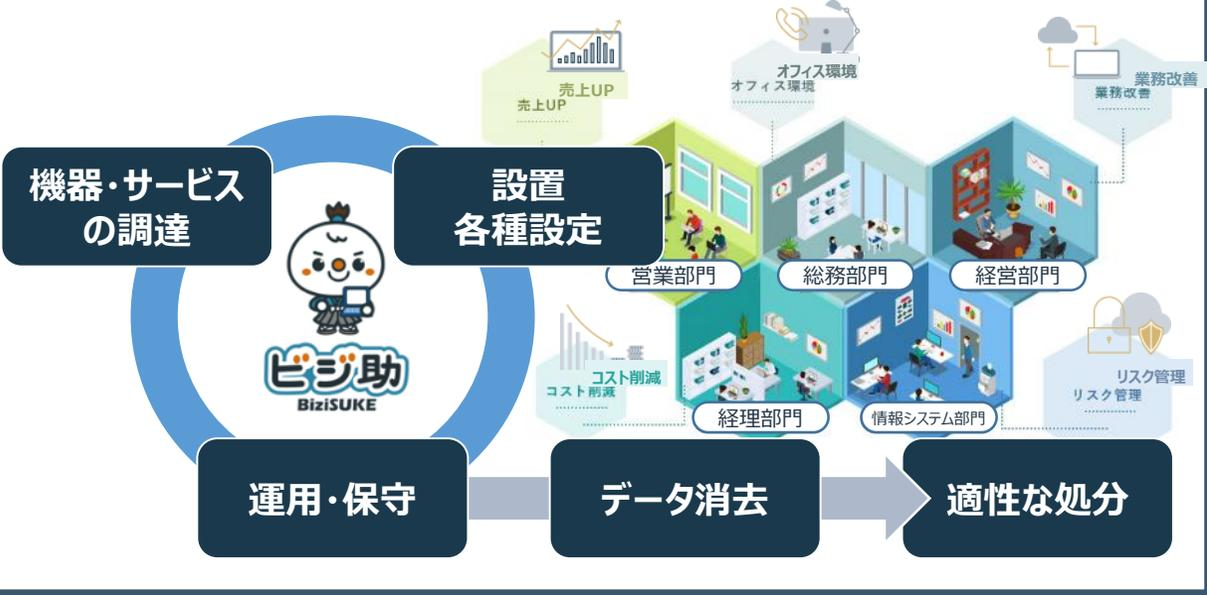 売上UP
売上UP
オフィス環境
オフィス環境
業務改善
業務改善
機器・サービス
の調達
設置
各種設定
営業部門
総務部門
経営部門
ビジ助
BiziSUKE
コスト削減
コスト削減
リスク管理
リスク管理
経理部門
情報システム部門
運用・保守
データ消去
適性な処分